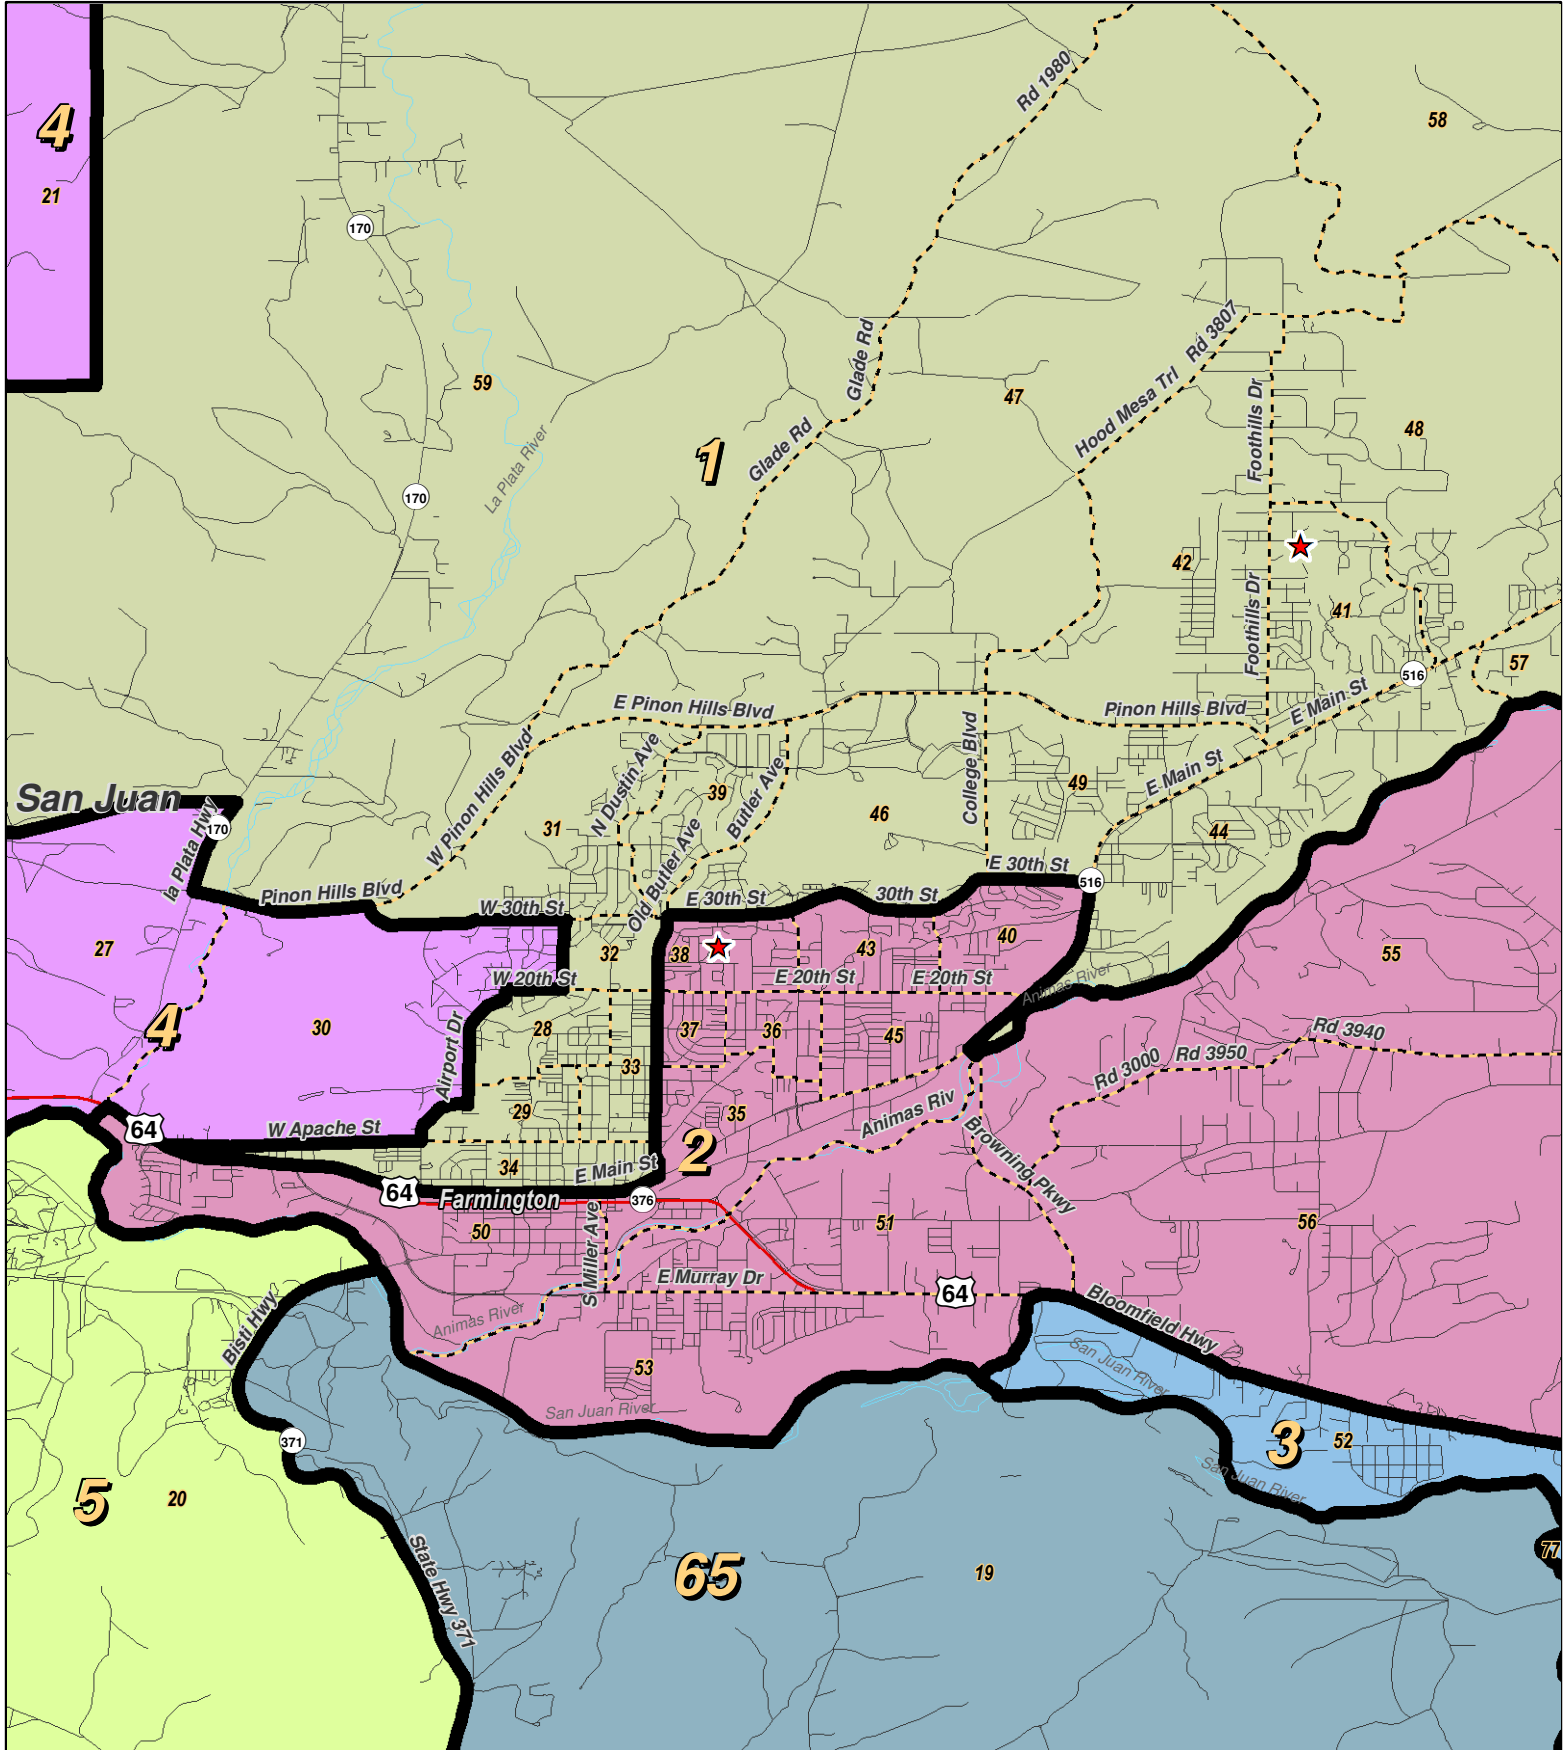 Rd 1980
58
4
21
170
Glade Rd
Rd 3807
59
47
Hood Mesa Trl
Foothills Dr
48
1
Glade Rd
La Plata River
170
42
Foothills Dr
41
57
516
E Pinon Hills Blvd
Pinon Hills Blvd
E Main St
N Dustin Ave
College Blvd
W Pinon Hills Blvd
39
Butler Ave
49
E Main St
San Juan
la Plata Hwy
170
31
46
44
Old Butler Ave
E 30th St
516
Pinon Hills Blvd
W 30th St
E 30th St
30th St
27
32
38
43
40
55
W 20th St
E 20th St
E 20th St
Animas River
4
30
Airport Dr
28
37
36
45
Rd 3940
33
Rd 3000
Rd 3950
29
35
Animas Riv
64
W Apache St
34
E Main St
2
Browning Pkwy
64
Farmington
376
50
S Miller Ave
51
56
E Murray Dr
64
Bloomfield Hwy
Animas River
Bisti Hwy
53
San Juan River
San Juan River
371
3
52
San Juan River
5
20
State Hwy 371
65
19
77